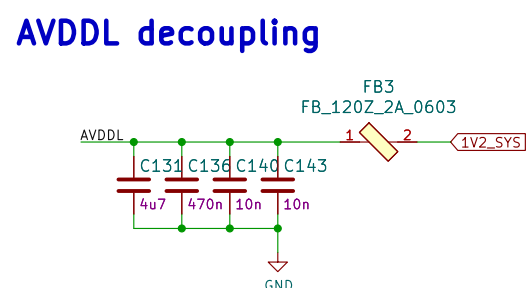 AVDDL decoupling
FB3
FB_120Z_2A_0603
AVDDL
1 2
1V2_SYS
C131 C136 C140 C143
4u7 470n 10n 10n
GND